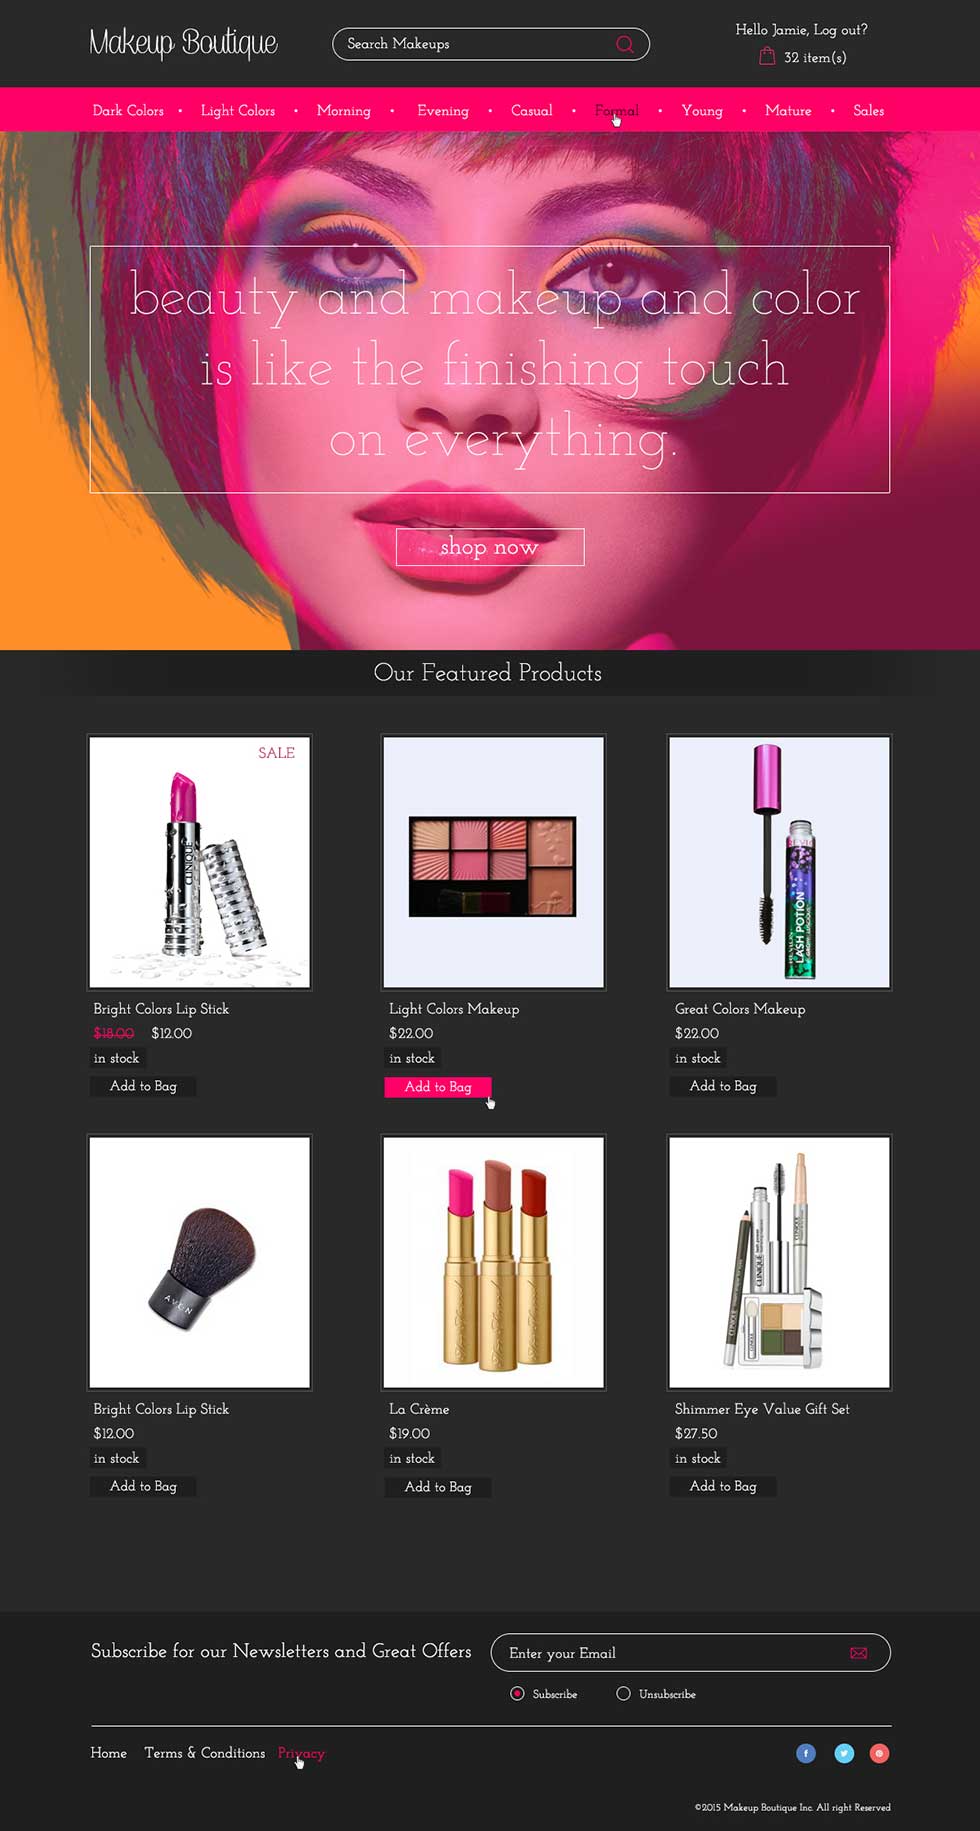 Makeup Boutique
Search Makeups
Hello Jamie, Log out?
32 item(s)
Dark Colors • Light Colors • Morning • Evening • Casual • Formal • Young • Mature • Sales
beauty and makeup and color
is like the finishing touch
on everything.
shop now
Our Featured Products
SALE
CLINIQUE
LASH POTION
Bright Colors Lip Stick
$18.00 $12.00
in stock
Add to Bag
Light Colors Makeup
$22.00
in stock
Add to Bag
Great Colors Makeup
$22.00
in stock
Add to Bag
AVEN
CLINIQUE
Bright Colors Lip Stick
$12.00
in stock
Add to Bag
La Crème
$19.00
in stock
Add to Bag
Shimmer Eye Value Gift Set
$27.50
in stock
Add to Bag
Subscribe for our Newsletters and Great Offers
Enter your Email
Subscribe Unsubscribe
Home Terms & Conditions Privacy
©2015 Makeup Boutique Inc. All right Reserved